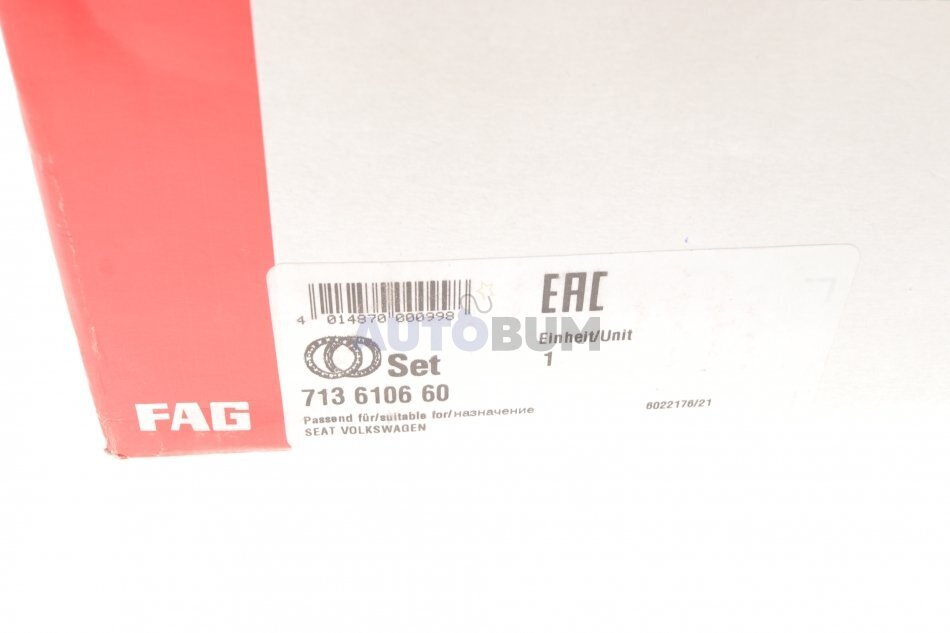 EAC
4 014870 000998
AUTOBUM
Einheit/Unit
1
Set
713 6106 60
Passend für/suitable for/назначение
SEAT VOLKSWAGEN
6022176/21
FAG